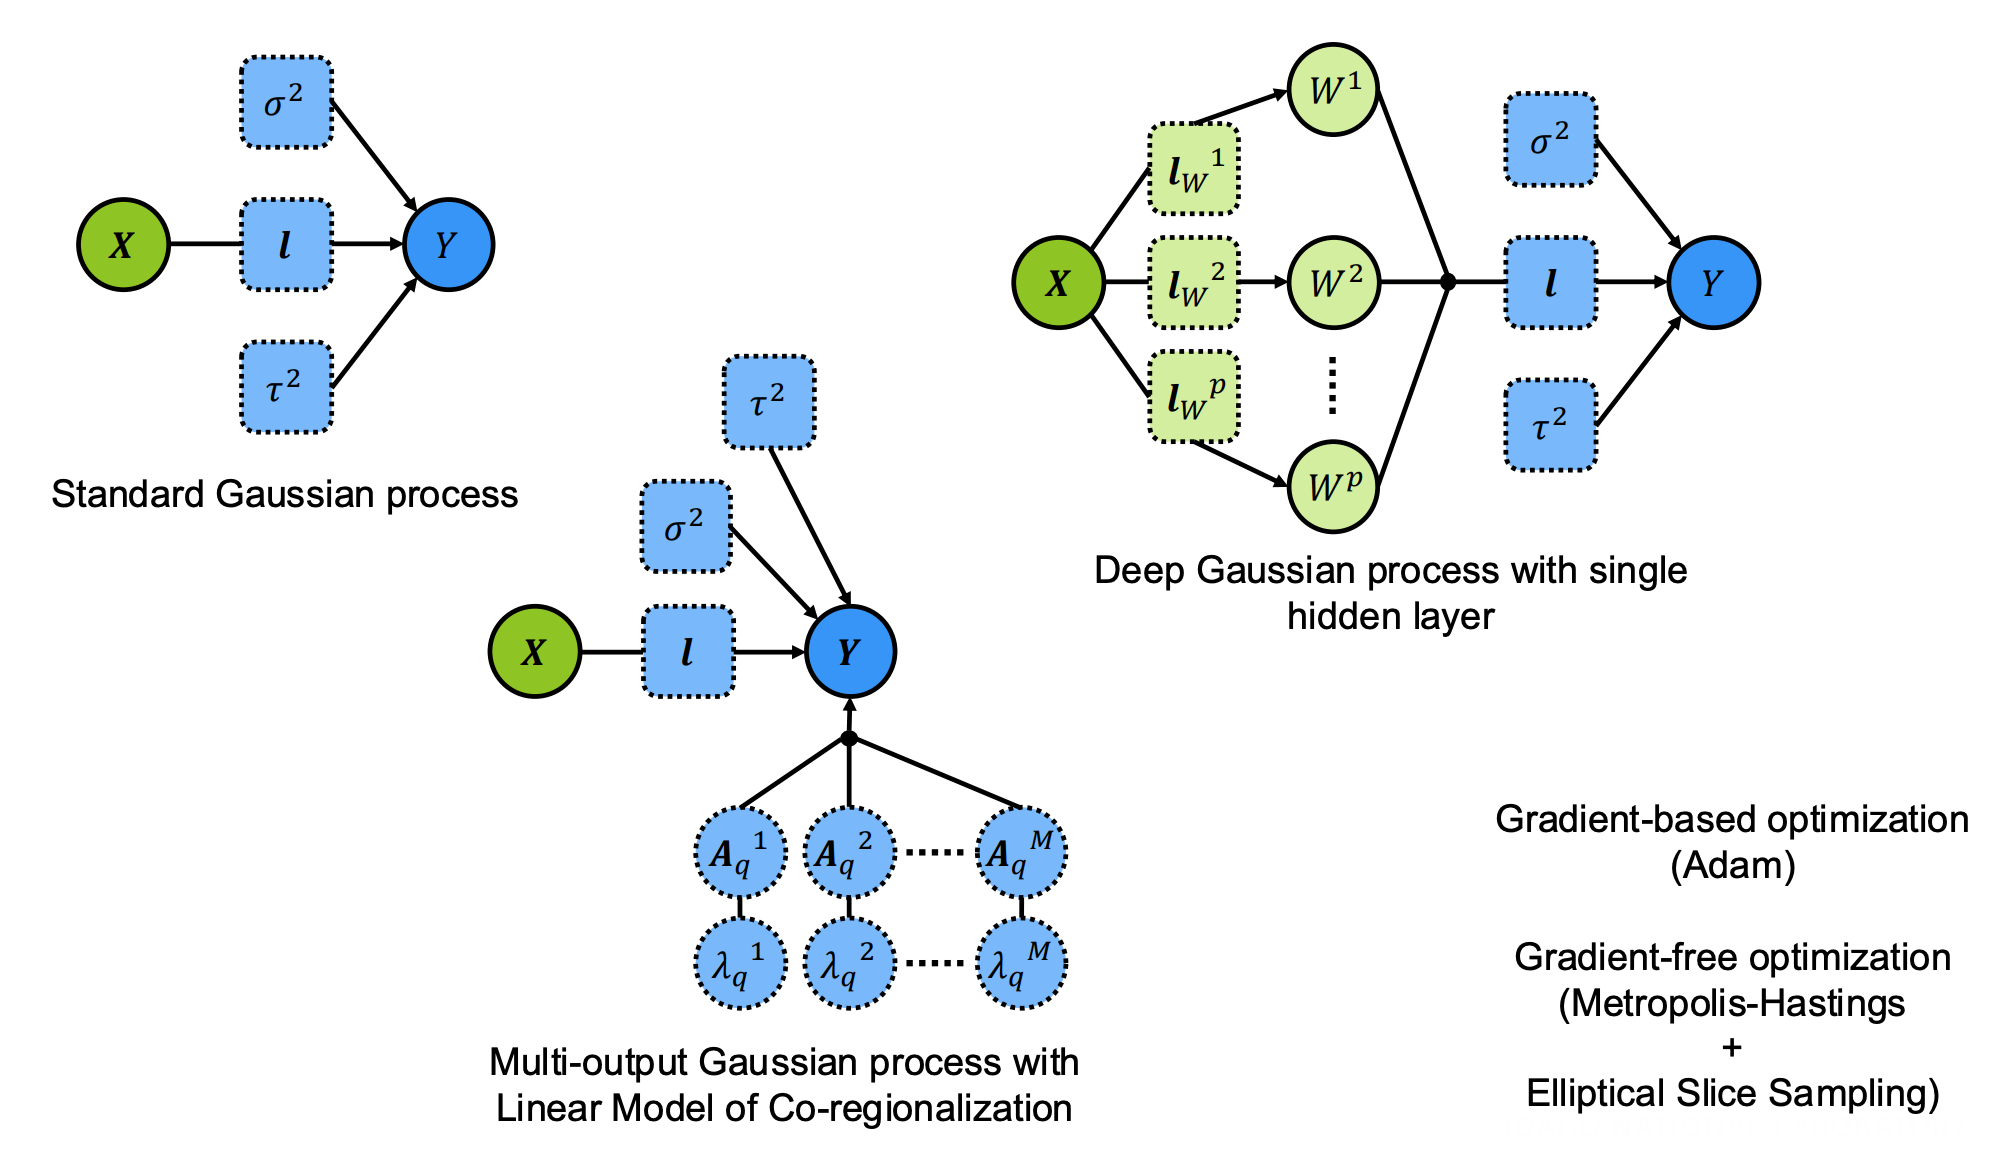 σ²
X
l
Y
τ²
Standard Gaussian process
W¹
l_W¹
σ²
X
l_W²
W²
l
Y
l_W^p
τ²
W^p
Deep Gaussian process with single
hidden layer
τ²
σ²
X
l
Y
A_q¹ A_q² A_q^M
λ_q¹ λ_q² λ_q^M
Multi-output Gaussian process with
Linear Model of Co-regionalization
Gradient-based optimization
(Adam)
Gradient-free optimization
(Metropolis-Hastings
+
Elliptical Slice Sampling)